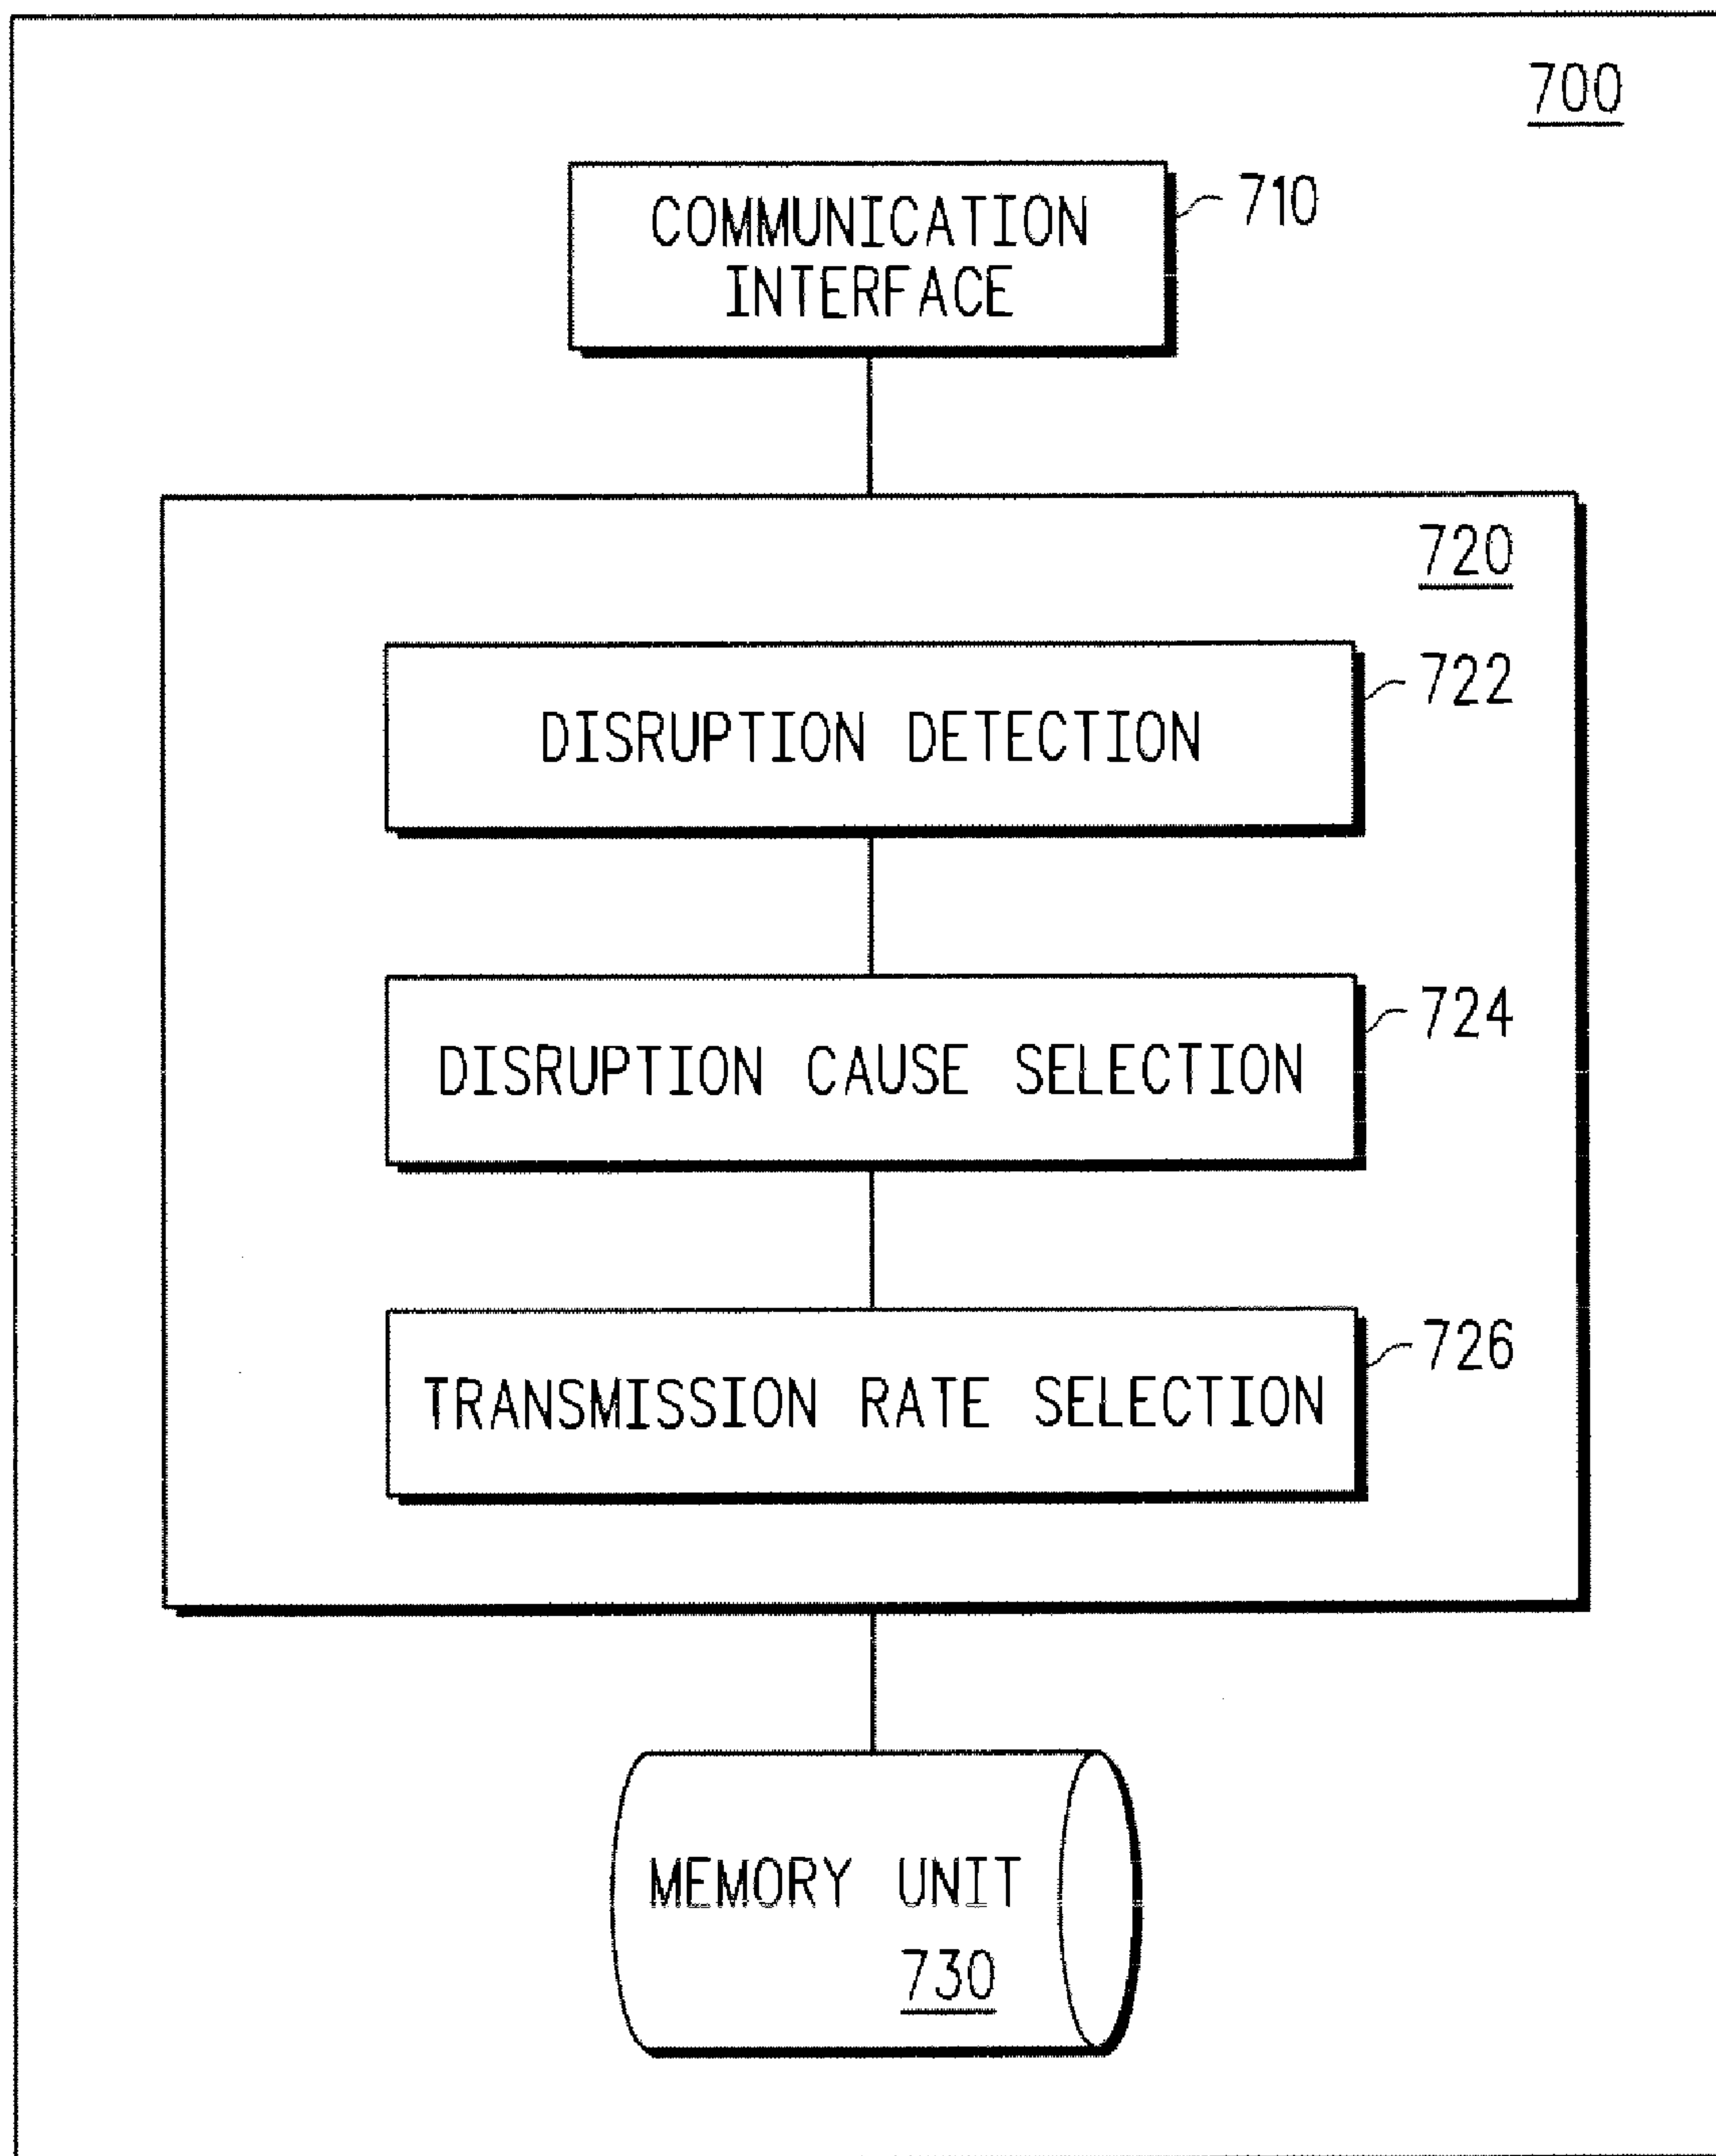 700
COMMUNICATION
INTERFACE
710
720
DISRUPTION DETECTION
722
DISRUPTION CAUSE SELECTION
724
TRANSMISSION RATE SELECTION
726
MEMORY UNIT
730